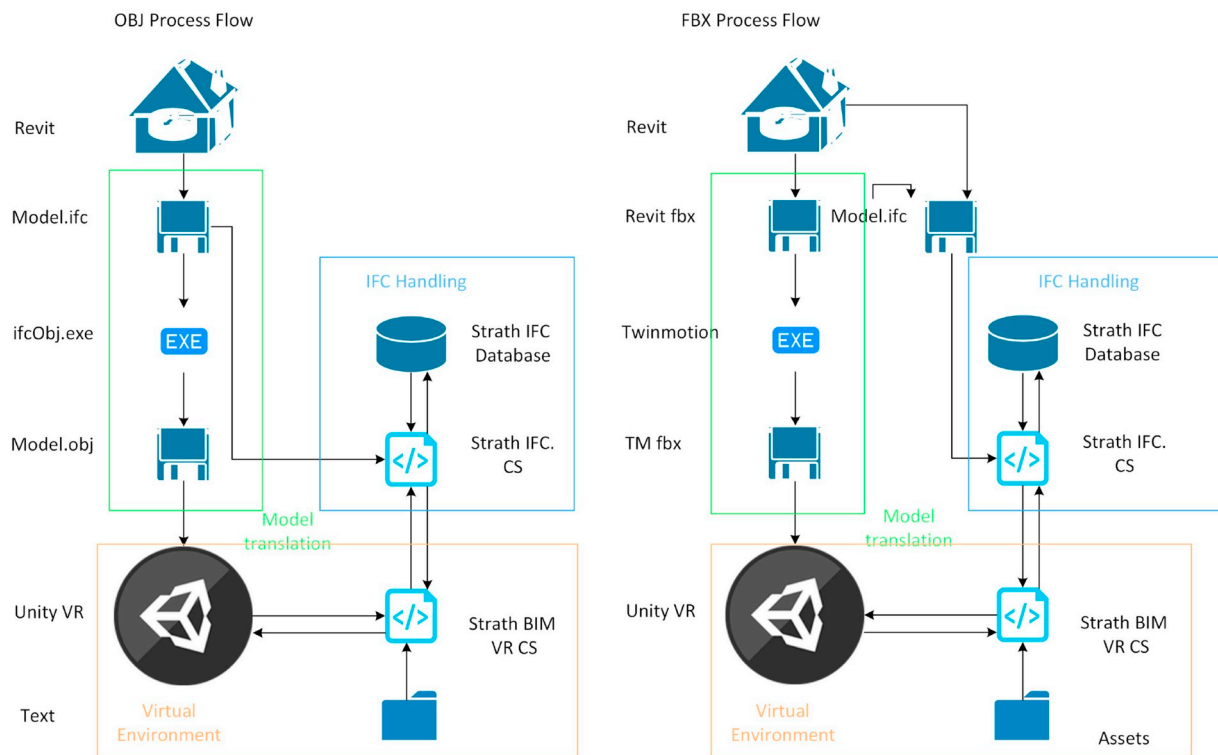 OBJ Process Flow
FBX Process Flow
Revit
Revit
Model.ifc
Revit fbx
Model.ifc
IFC Handling
IFC Handling
ifcObj.exe
EXE
Strath IFC
Database
Twinmotion
EXE
Strath IFC
Database
Model.obj
</>
Strath IFC.
CS
TM fbx
</>
Strath IFC.
CS
Model
translation
Model
translation
Unity VR
</>
Strath BIM
VR CS
Unity VR
</>
Strath BIM
VR CS
Text
Virtual
Environment
Virtual
Environment
Assets